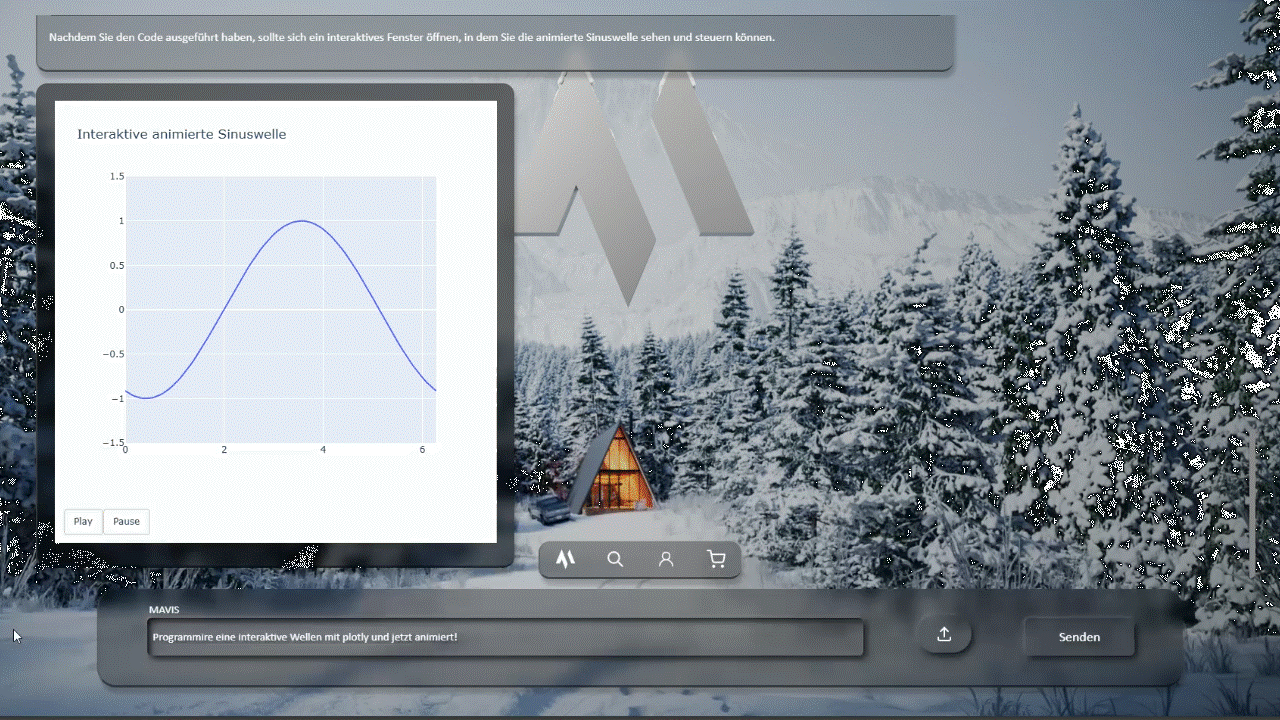 Nachdem Sie den Code ausgeführt haben, sollte sich ein interaktives Fenster öffnen, in dem Sie die animierte Sinuswelle sehen und steuern können.
Interaktive animierte Sinuswelle
1.5
1
0.5
0
−0.5
−1
−1.5
0 2 4 6
Play Pause
MAVIS
Programmire eine interaktive Wellen mit plotly und jetzt animiert!
Senden